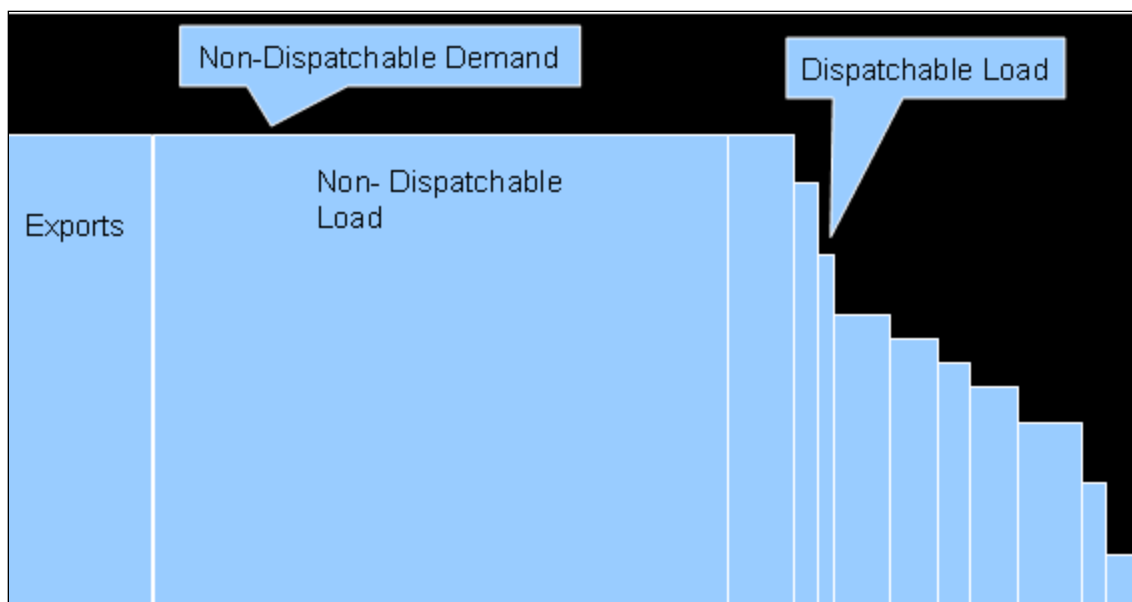 Non-Dispatchable Demand
Dispatchable Load
Non- Dispatchable
Load
Exports